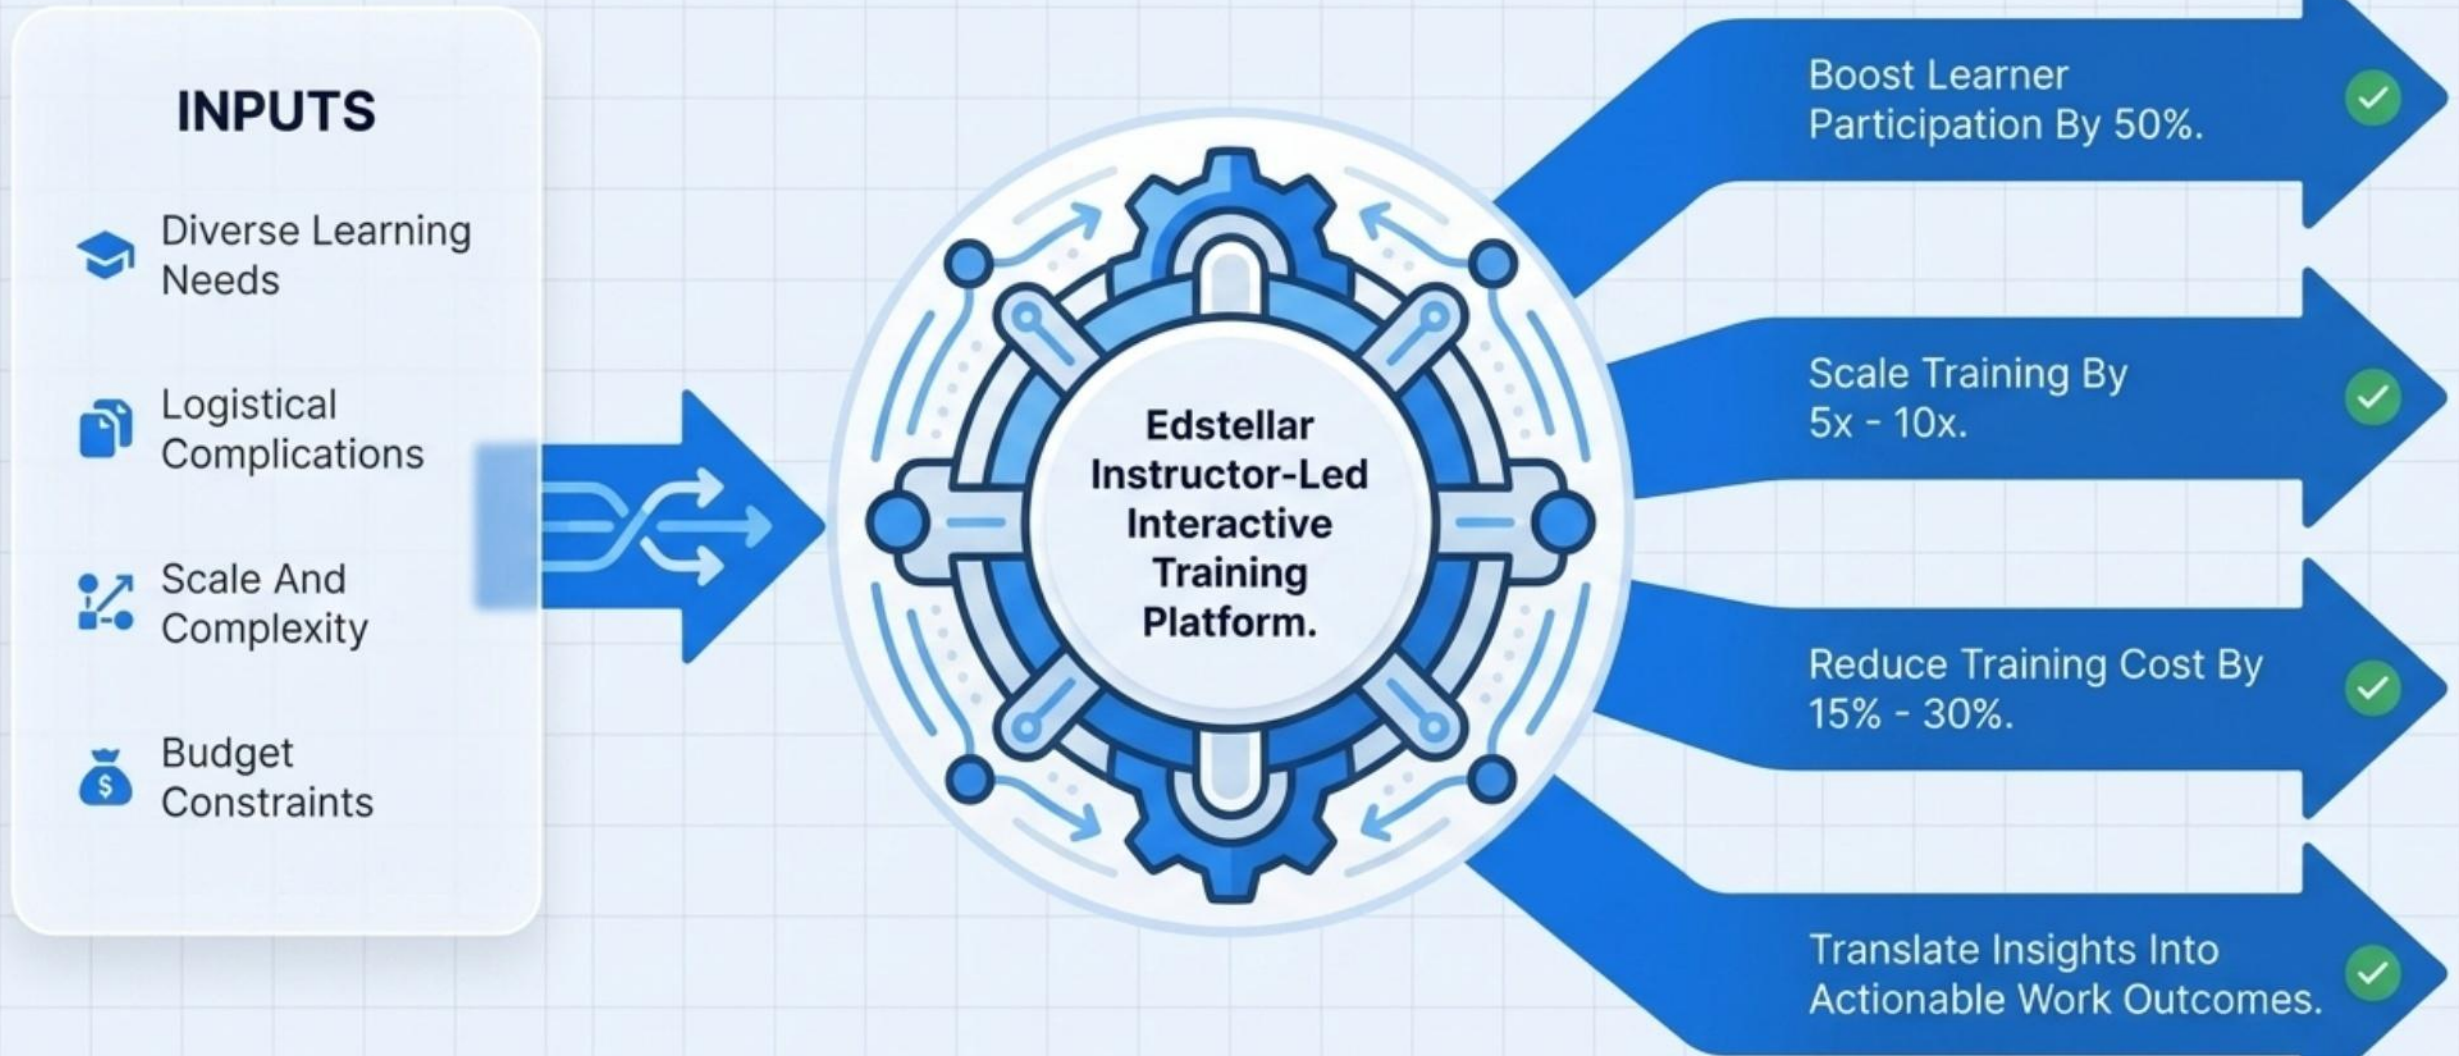 INPUTS
Diverse Learning
Needs
Logistical
Complications
Scale And
Complexity
$
Budget
Constraints
Edstellar
Instructor-Led
Interactive
Training
Platform.
Boost Learner
Participation By 50%.
Scale Training By
5x - 10x.
Reduce Training Cost By
15% - 30%.
Translate Insights Into
Actionable Work Outcomes.